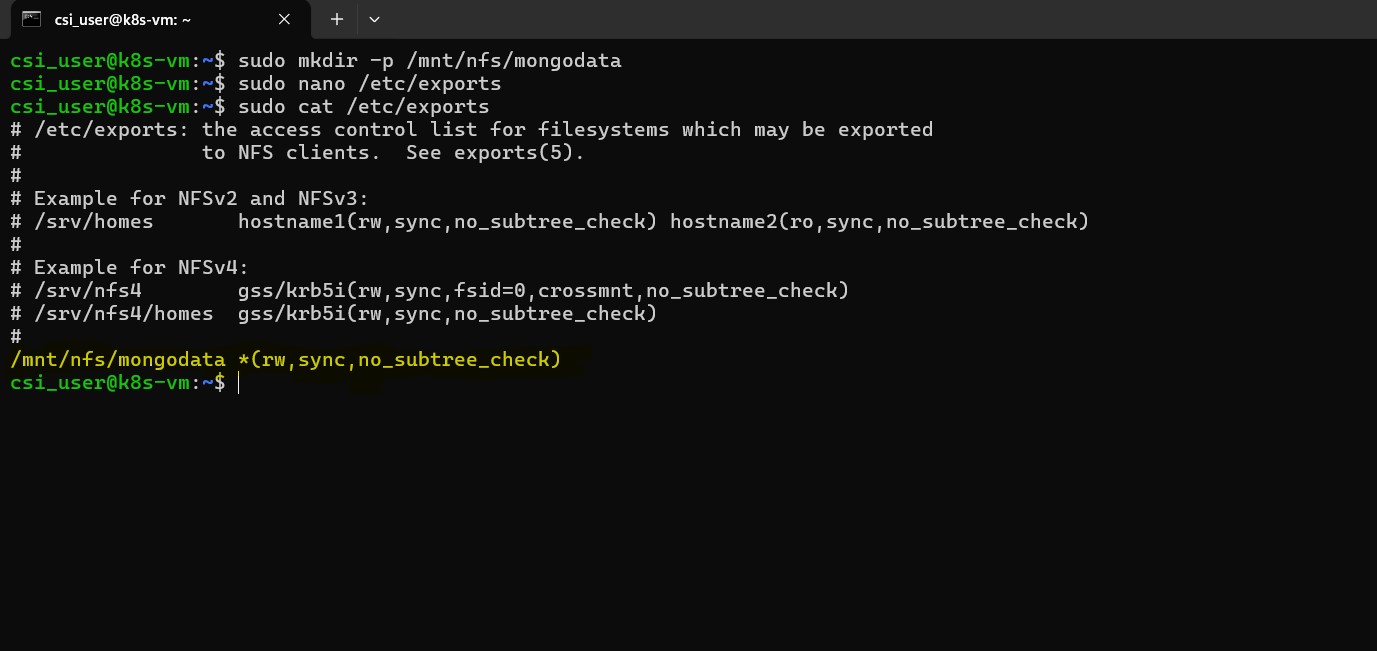 csi_user@k8s-vm: ~
csi_user@k8s-vm:~$ sudo mkdir -p /mnt/nfs/mongodata
csi_user@k8s-vm:~$ sudo nano /etc/exports
csi_user@k8s-vm:~$ sudo cat /etc/exports
# /etc/exports: the access control list for filesystems which may be exported
#               to NFS clients.  See exports(5).
#
# Example for NFSv2 and NFSv3:
# /srv/homes       hostname1(rw,sync,no_subtree_check) hostname2(ro,sync,no_subtree_check)
#
# Example for NFSv4:
# /srv/nfs4        gss/krb5i(rw,sync,fsid=0,crossmnt,no_subtree_check)
# /srv/nfs4/homes  gss/krb5i(rw,sync,no_subtree_check)
#
/mnt/nfs/mongodata *(rw,sync,no_subtree_check)
csi_user@k8s-vm:~$